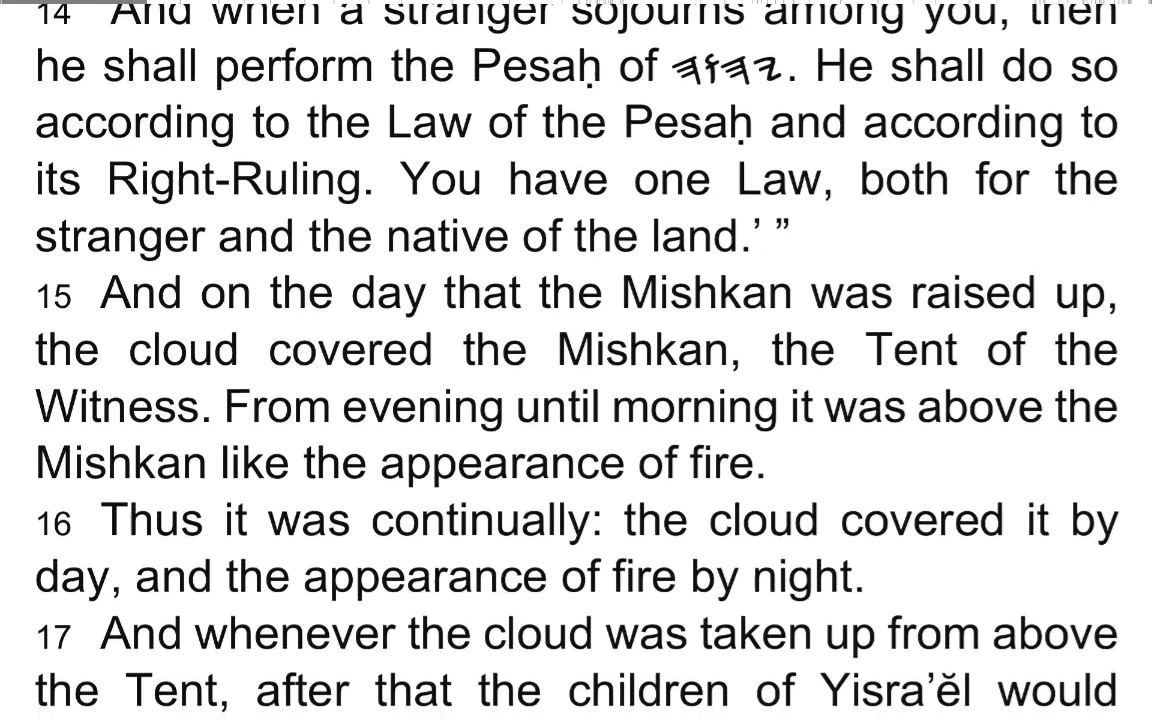 14 And when a stranger sojourns among you, then
he shall perform the Pesaḥ of 𐤉𐤄𐤅𐤄. He shall do so
according to the Law of the Pesaḥ and according to
its Right-Ruling. You have one Law, both for the
stranger and the native of the land.’ ”
15 And on the day that the Mishkan was raised up,
the cloud covered the Mishkan, the Tent of the
Witness. From evening until morning it was above the
Mishkan like the appearance of fire.
16 Thus it was continually: the cloud covered it by
day, and the appearance of fire by night.
17 And whenever the cloud was taken up from above
the Tent, after that the children of Yisra’ĕl would